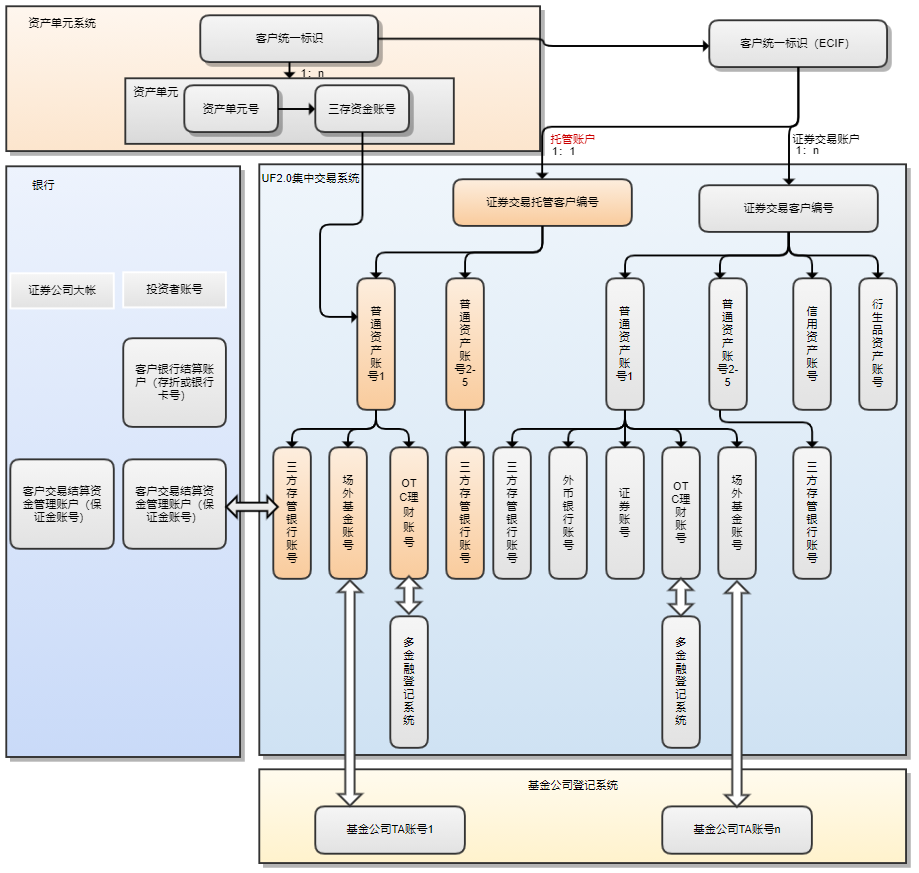 资产单元系统
客户统一标识
客户统一标识（ECIF）
1：n
资产单元
资产单元号
三存资金账号
托管账户
1：1
证券交易账户
1：n
银行
UF2.0集中交易系统
证券交易托管客户编号
证券交易客户编号
证券公司大帐
投资者账号
普
通
资
产
账
号1
普
通
资
产
账
号2-
5
普
通
资
产
账
号1
普
通
资
产
账
号2-
5
信
用
资
产
账
号
衍
生
品
资
产
账
号
客户银行结算账
户（存折或银行
卡号）
客户交易结算资
金管理账户（保
证金账号）
客户交易结算资
金管理账户（保
证金账号）
三
方
存
管
银
行
账
号
场
外
基
金
账
号
OT
C理
财
账
号
三
方
存
管
银
行
账
号
三
方
存
管
银
行
账
号
外
币
银
行
账
号
证
券
账
号
OT
C理
财
账
号
场
外
基
金
账
号
三
方
存
管
银
行
账
号
多
金
融
登
记
系
统
多
金
融
登
记
系
统
基金公司登记系统
基金公司TA账号1
基金公司TA账号n